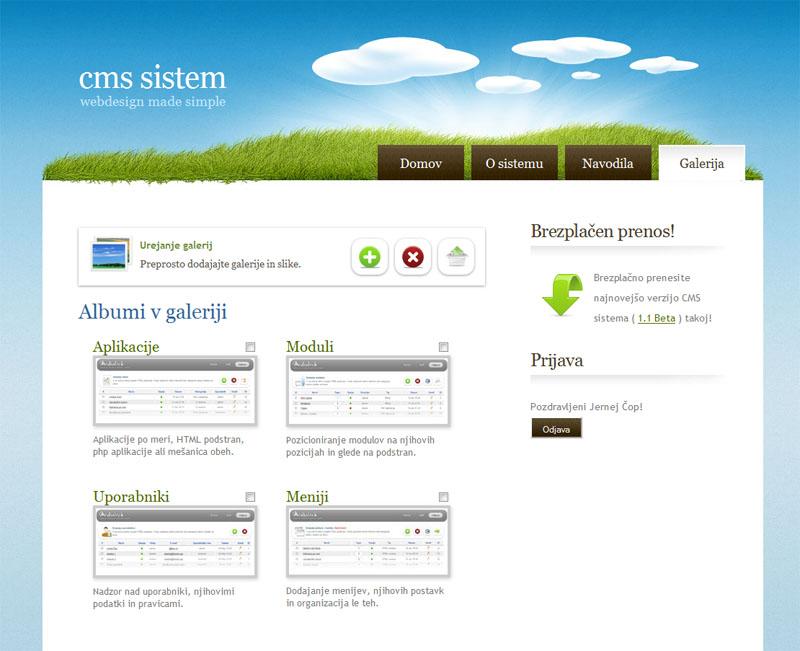 cms sistem
webdesign made simple
Domov
O sistemu
Navodila
Galerija
Urejanje galerij
Preprosto dodajajte galerije in slike.
Albumi v galeriji
Aplikacije
Aplikacije po meri, HTML podstran,
php aplikacije ali mešanica obeh.
Moduli
Pozicioniranje modulov na njihovih
pozicijah in glede na podstran.
Uporabniki
Nadzor nad uporabniki, njihovimi
podatki in pravicami.
Meniji
Dodajanje menijev, njihovih postavk
in organizacija le teh.
Brezplačen prenos!
Brezplačno prenesite
najnovejšo verzijo CMS
sistema ( 1.1 Beta ) takoj!
Prijava
Pozdravljeni Jernej Čop!
Odjava